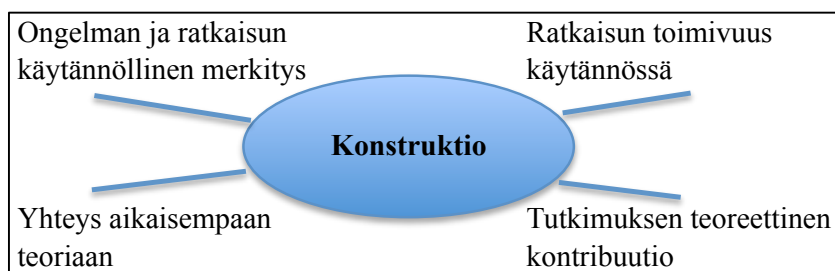 Ongelman ja ratkaisun
käytännöllinen merkitys
Ratkaisun toimivuus
käytännössä
Konstruktio
Yhteys aikaisempaan
teoriaan
Tutkimuksen teoreettinen
kontribuutio